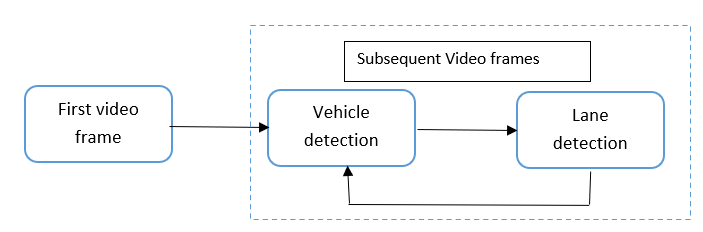 Subsequent Video frames
First video
frame
Vehicle
detection
Lane
detection